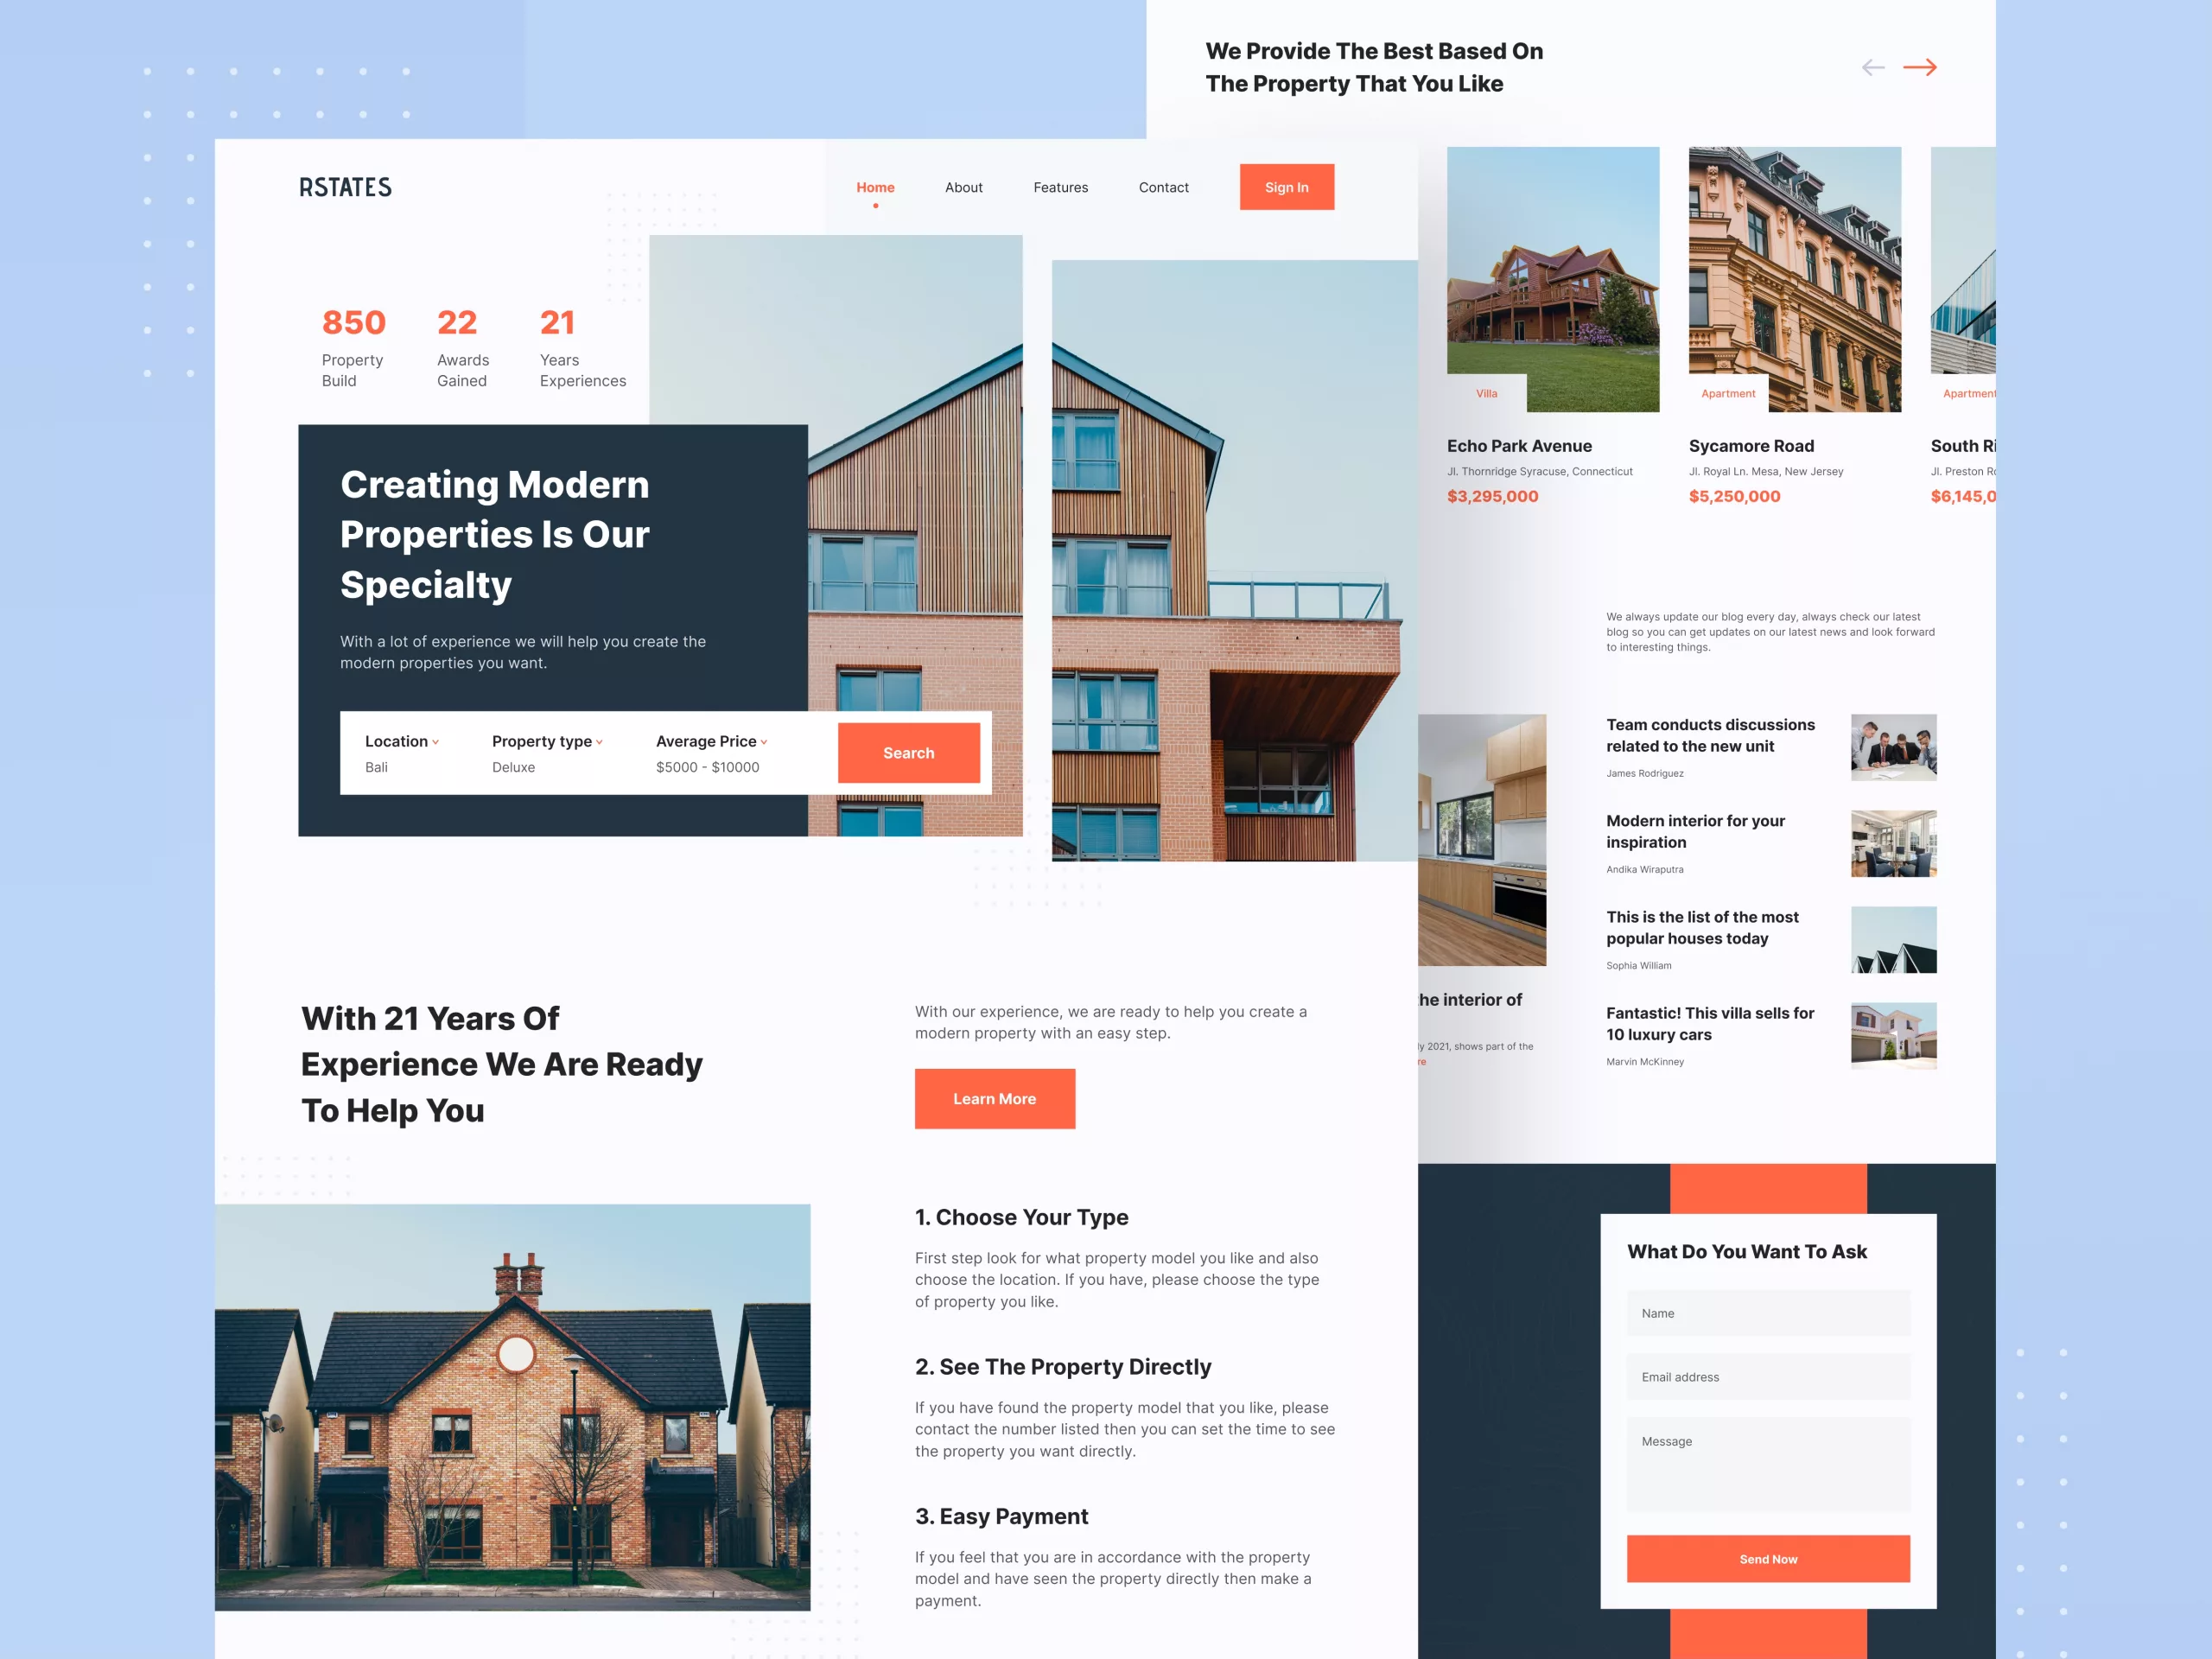 We Provide The Best Based On
The Property That You Like
RSTATES
Home
About
Features
Contact
Sign In
850
Property
Build
22
Awards
Gained
21
Years
Experiences
Creating Modern
Properties Is Our
Specialty
With a lot of experience we will help you create the
modern properties you want.
Location
Bali
Property type
Deluxe
Average Price
$5000 - $10000
Search
With 21 Years Of
Experience We Are Ready
To Help You
With our experience, we are ready to help you create a
modern property with an easy step.
Learn More
1. Choose Your Type
First step look for what property model you like and also
choose the location. If you have, please choose the type
of property you like.
2. See The Property Directly
If you have found the property model that you like, please
contact the number listed then you can set the time to see
the property you want directly.
3. Easy Payment
If you feel that you are in accordance with the property
model and have seen the property directly then make a
payment.
Villa
Echo Park Avenue
Jl. Thornridge Syracuse, Connecticut
$3,295,000
Apartment
Sycamore Road
Jl. Royal Ln. Mesa, New Jersey
$5,250,000
Apartment
South Ri
Jl. Preston Ro
$6,145,0
We always update our blog every day, always check our latest
blog so you can get updates on our latest news and look forward
to interesting things.
the interior of
ly 2021, shows part of the
re
Team conducts discussions
related to the new unit
James Rodriguez
Modern interior for your
inspiration
Andika Wiraputra
This is the list of the most
popular houses today
Sophia William
Fantastic! This villa sells for
10 luxury cars
Marvin McKinney
What Do You Want To Ask
Name
Email address
Message
Send Now